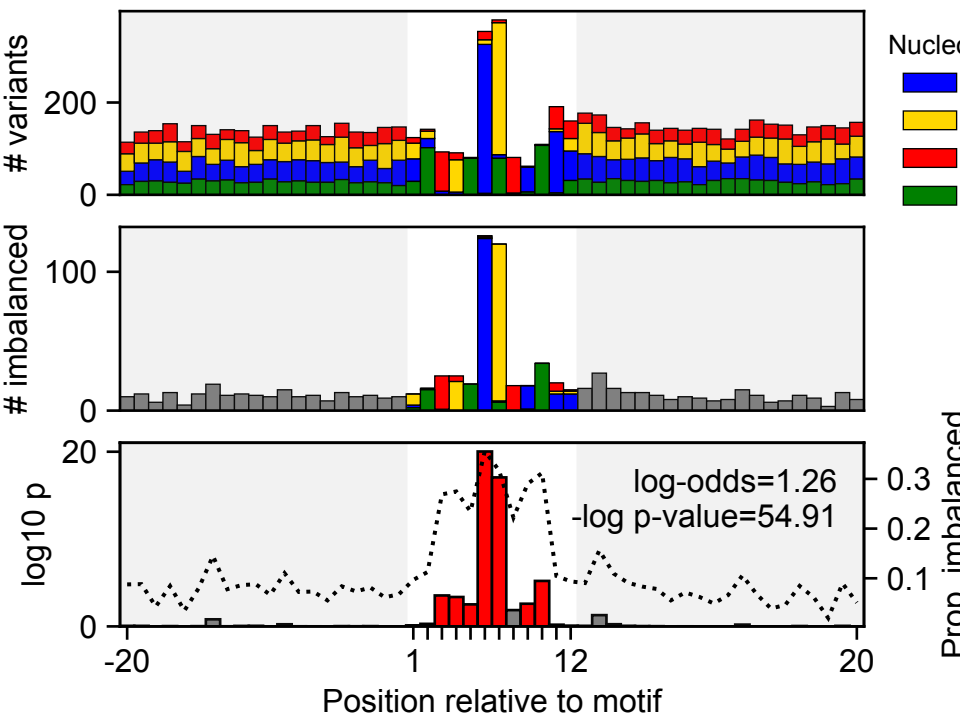 # variants
200
0
Nucleo
# imbalanced
100
0
log10 p
20
0
log-odds=1.26
-log p-value=54.91
0.3
0.2
0.1
Prop. imbalanced
-20
1
12
20
Position relative to motif